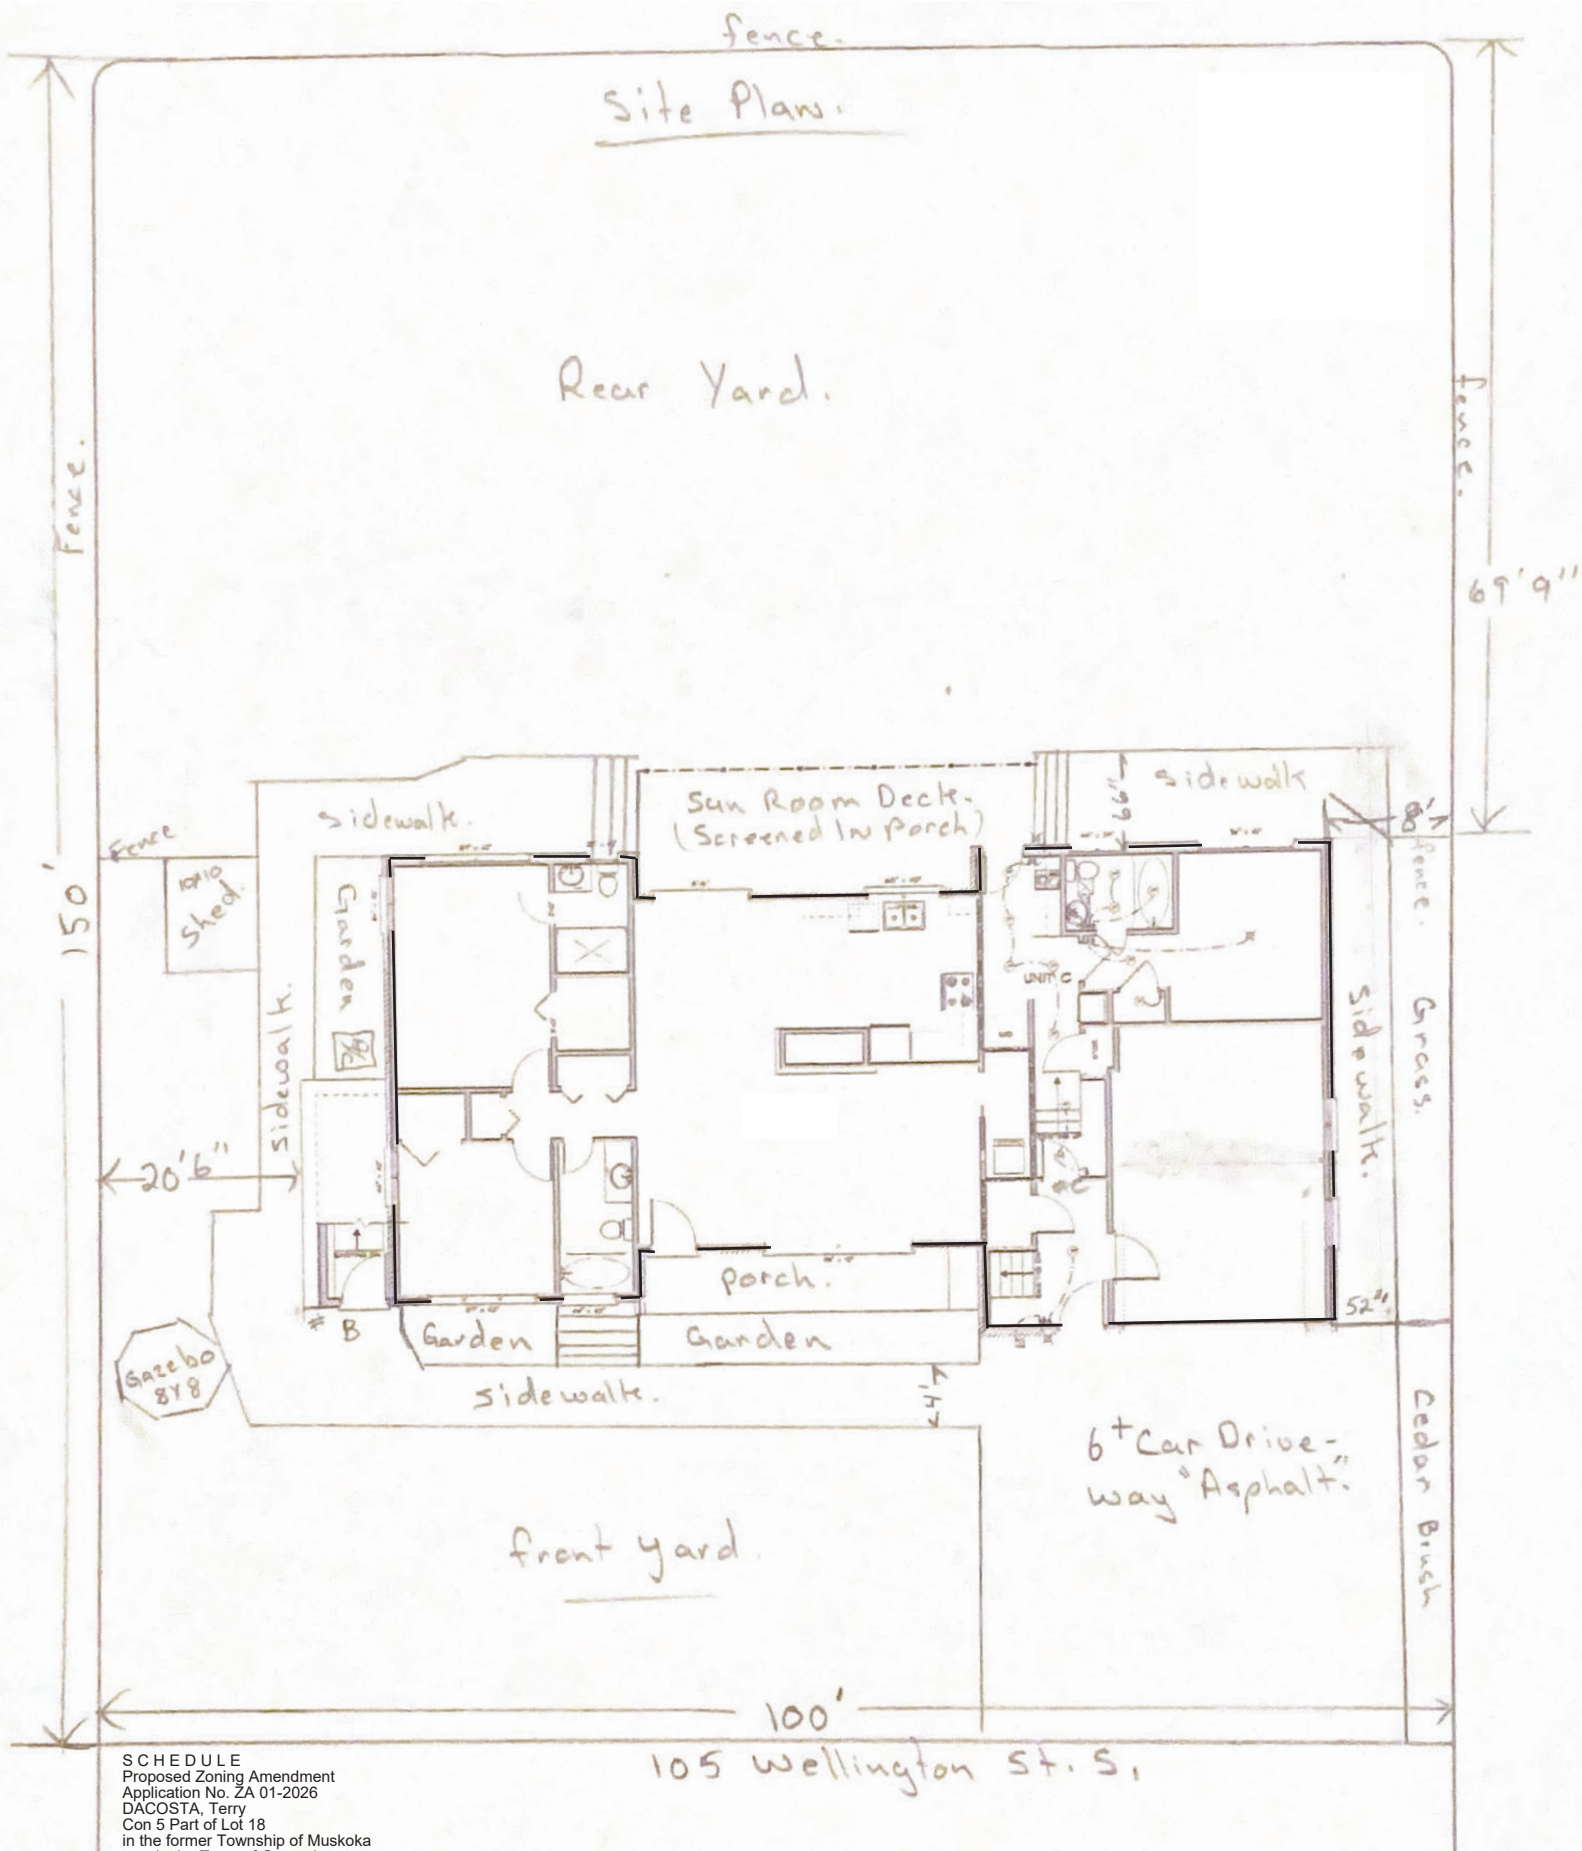 fence.
Site Plan.
Rear Yard.
Fence.
fence.
69'9"
150'
sidewalk.
Sun Room Deck.
(Screened In Porch)
66"
sidewalk
8'
Fence
10x10
Shed
Garden
A/C
sidewalk.
UNIT C
fence.
Grass.
sidewalk.
20'6"
porch.
52"
# B
Garden
Garden
Gazebo
8x8
sidewalk.
4'
6+ Car Drive-
way "Asphalt".
Cedar Brush
front yard
100'
105 Wellington St. S.
SCHEDULE
Proposed Zoning Amendment
Application No. ZA 01-2026
DACOSTA, Terry
Con 5 Part of Lot 18
in the former Township of Muskoka